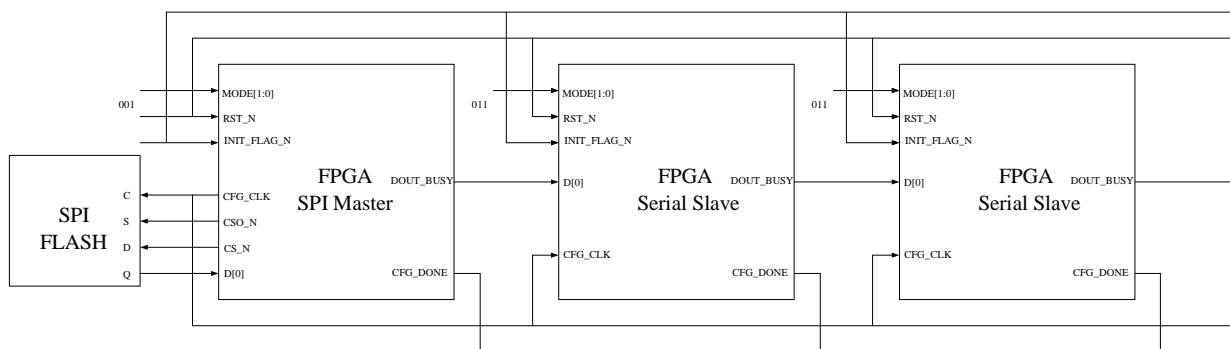 001
MODE[1:0]
RST_N
INIT_FLAG_N
FPGA
SPI Master
DOUT_BUSY
CFG_CLK
CSO_N
CS_N
D[0]
CFG_DONE
SPI
FLASH
C
S
D
Q
011
MODE[1:0]
RST_N
INIT_FLAG_N
D[0]
FPGA
Serial Slave
DOUT_BUSY
CFG_CLK
CFG_DONE
011
MODE[1:0]
RST_N
INIT_FLAG_N
D[0]
FPGA
Serial Slave
DOUT_BUSY
CFG_CLK
CFG_DONE